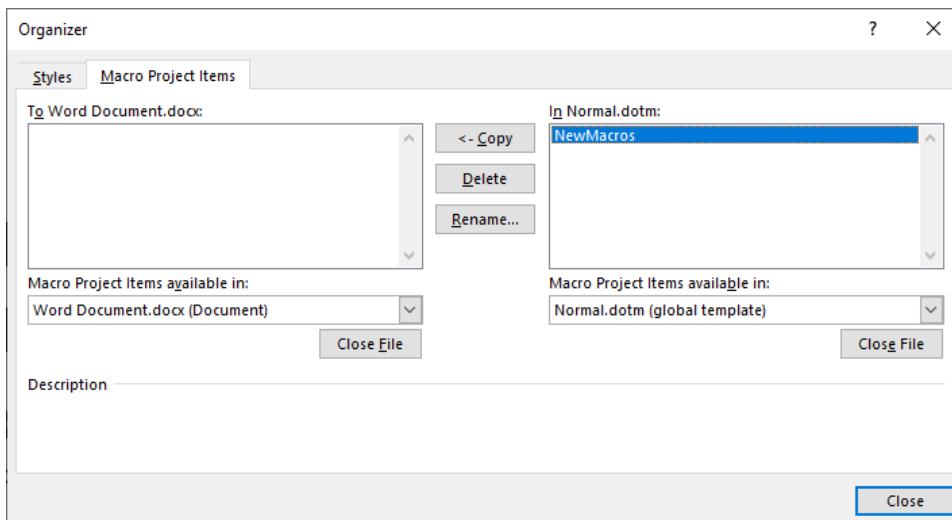 Organizer ?
Styles Macro Project Items
To Word Document.docx: In Normal.dotm:
<- Copy NewMacros
Delete
Rename...
Macro Project Items available in: Macro Project Items available in:
Word Document.docx (Document) Normal.dotm (global template)
Close File Close File
Description
Close